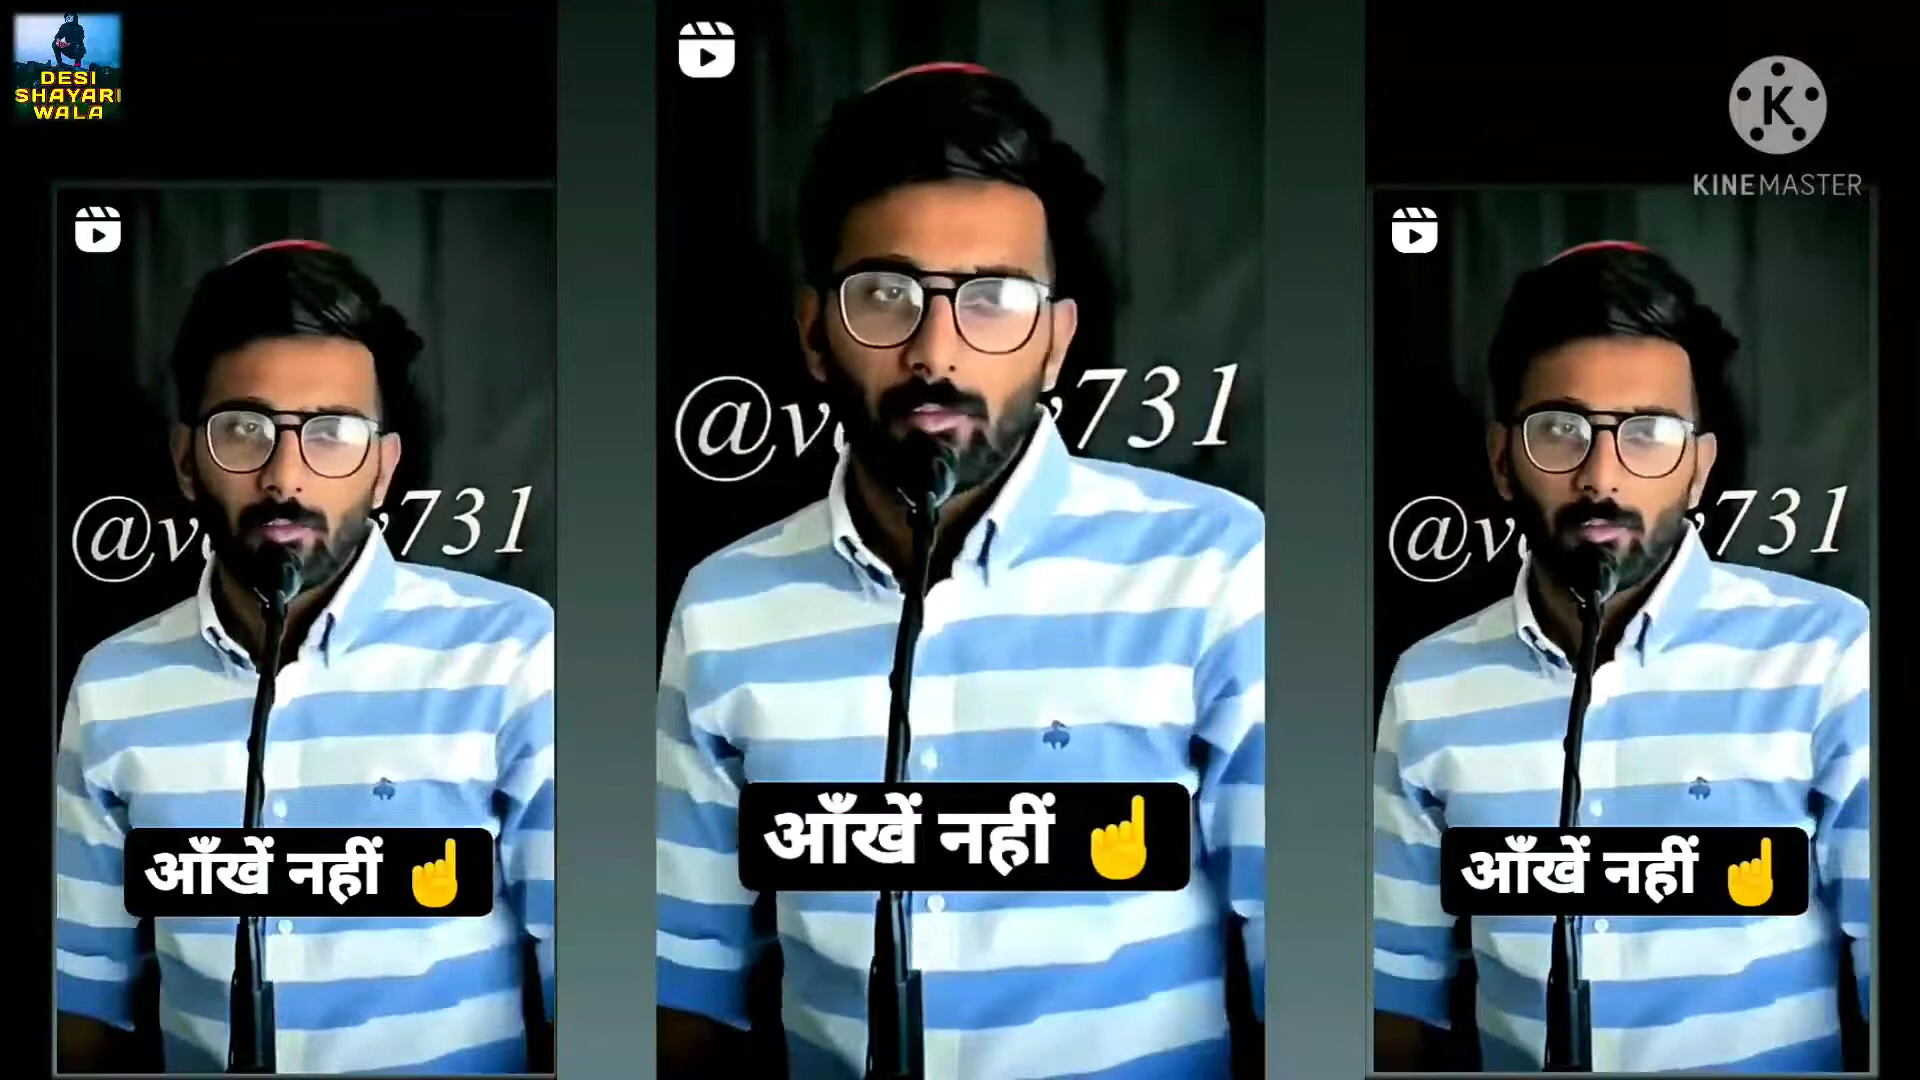 DESI
SHAYARI
WALA
K
KINEMASTER
आँखें नहीं ☝
आँखें नहीं ☝
आँखें नहीं ☝